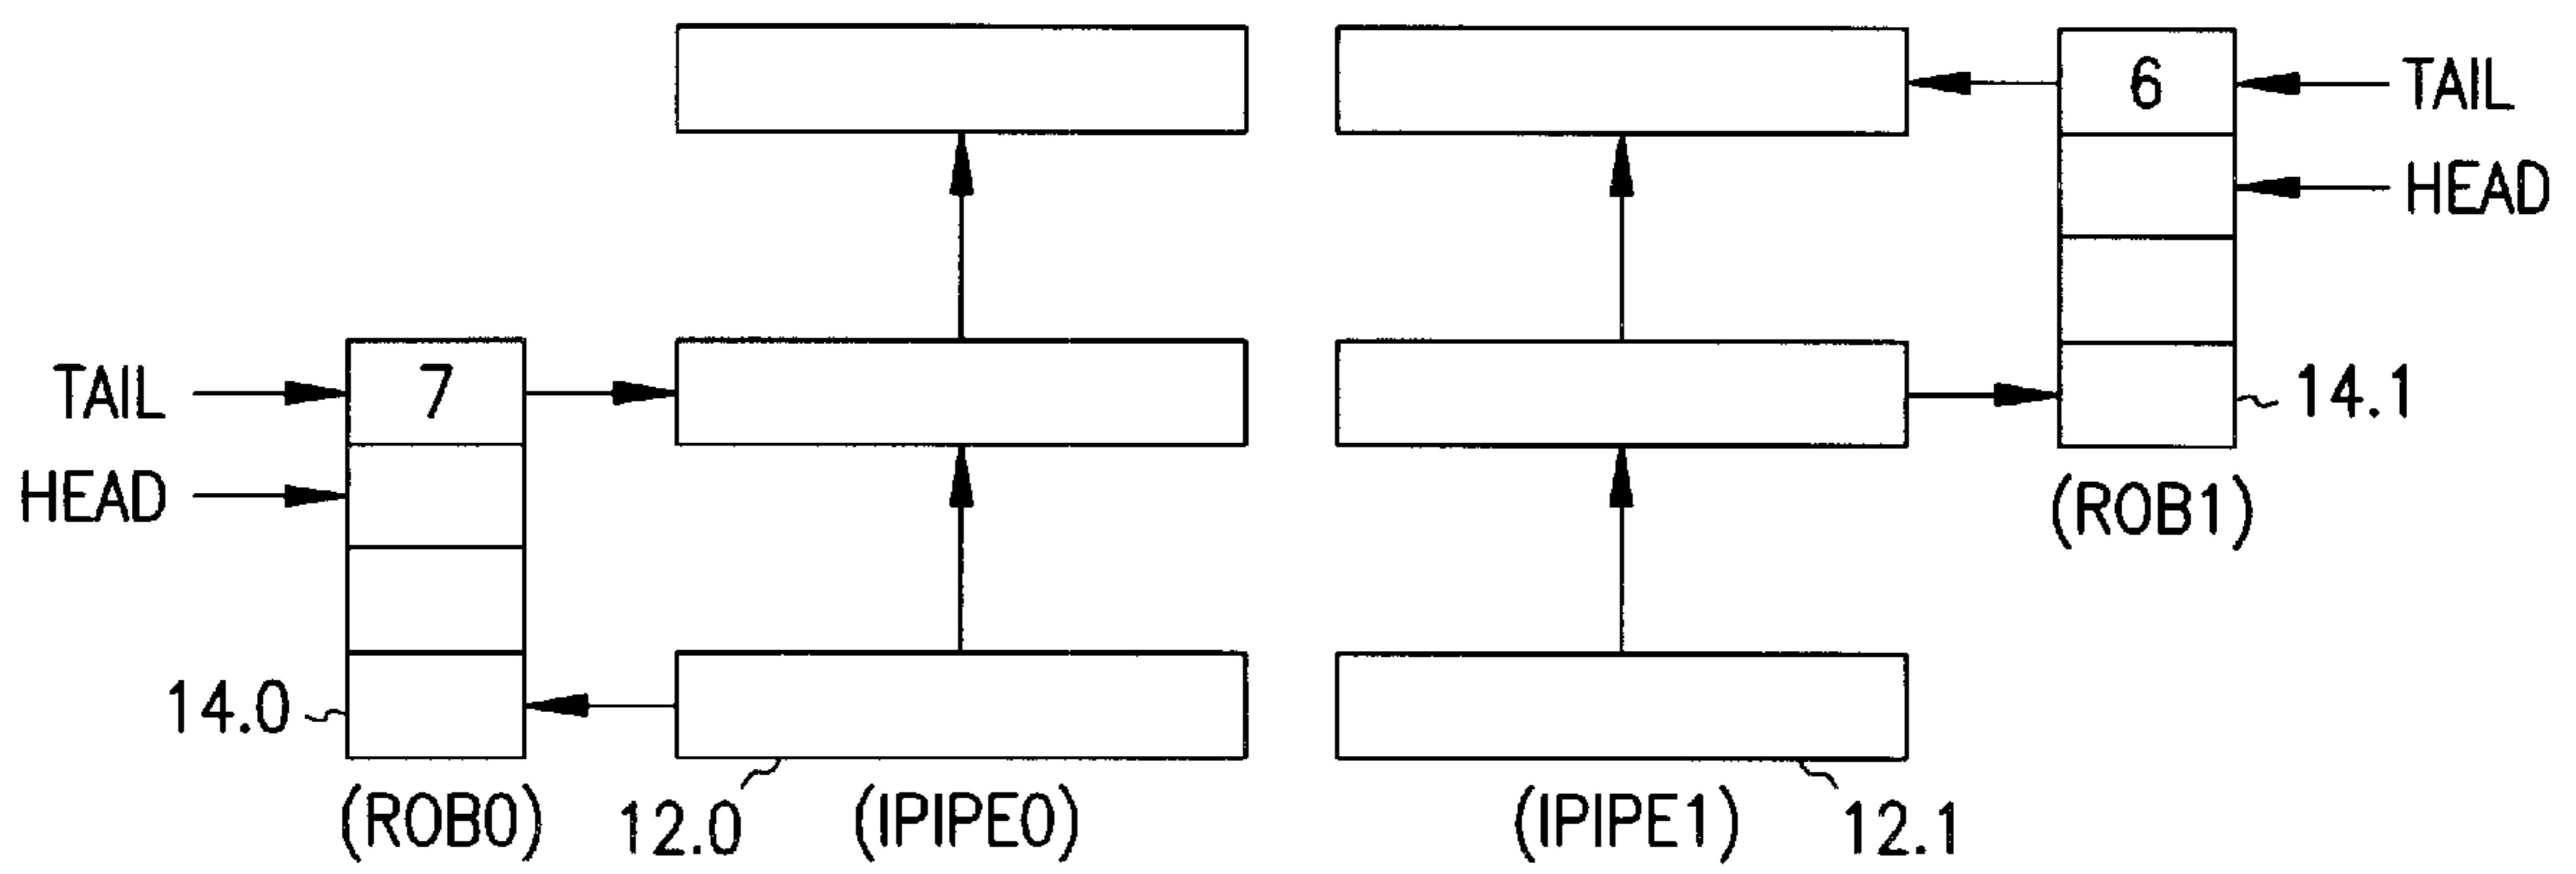 6
TAIL
HEAD
TAIL
7
14.1
HEAD
(ROB1)
14.0
(ROB0)
12.0
(IPIPE0)
(IPIPE1)
12.1